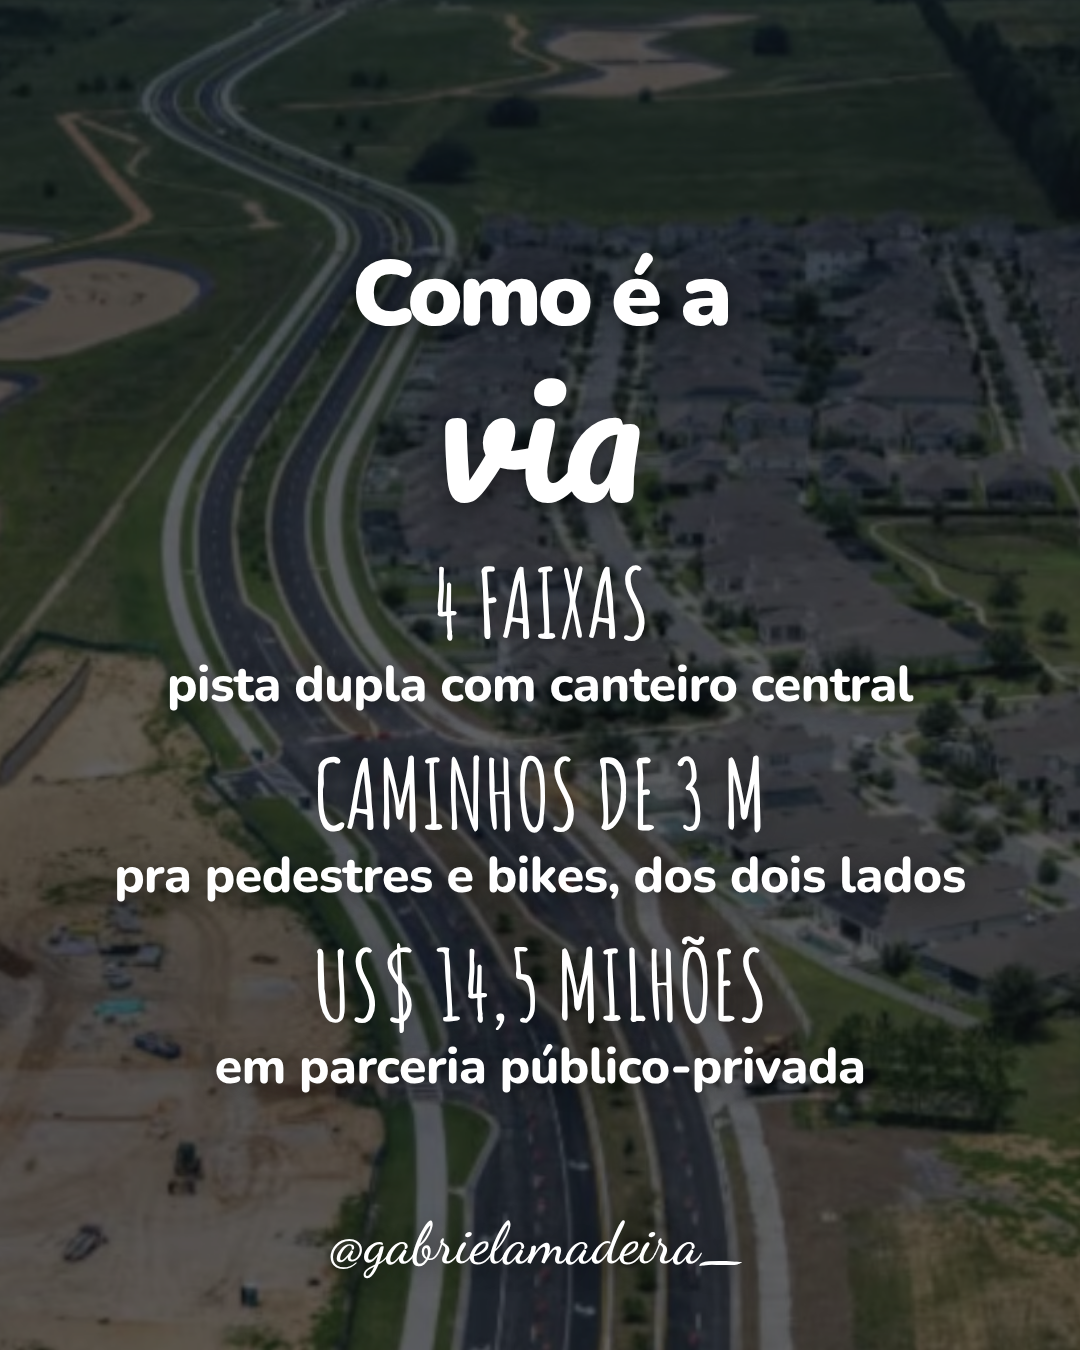 Como é a
via
4 FAIXAS
pista dupla com canteiro central
CAMINHOS DE 3 M
pra pedestres e bikes, dos dois lados
US$ 14,5 MILHÕES
em parceria público-privada
@gabrielamadeira_